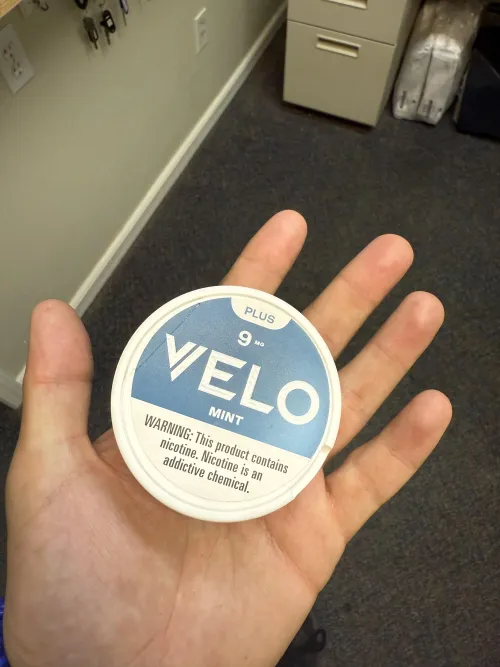 PLUS
9 MG
VELO
MINT
WARNING: This product contains
nicotine. Nicotine is an
addictive chemical.